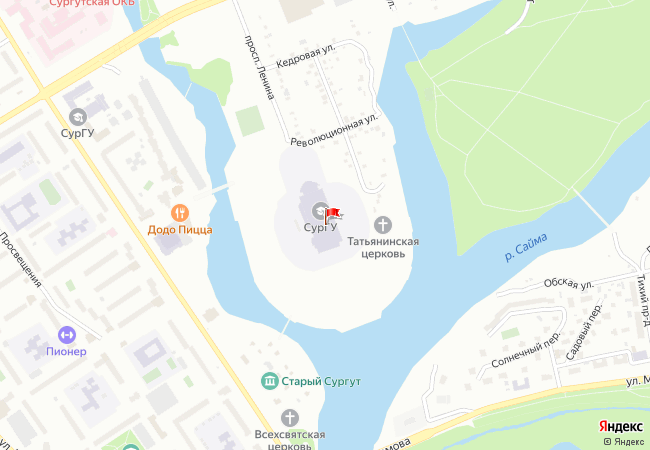 Сургутская ОКБ
Кедровая ул.
просп. Ленина
СурГУ
Революционная ул.
Додо Пицца
СурГУ
Татьянинская
церковь
р. Сайма
Просвещения
Обская ул.
Тихий пр-д
Садовый пер.
Солнечный пер.
Пионер
Старый Сургут
ул. М
Всехсвятская
церковь
мова
ул.
Яндекс
© Яндекс